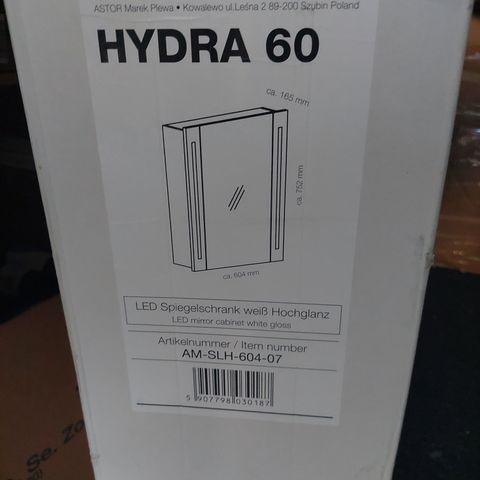 ASTOR Marek Plewa • Kowalewo ul.Leśna 2 89-200 Szubin Poland
HYDRA 60
ca. 165 mm
ca. 752 mm
ca. 604 mm
LED Spiegelschrank weiß Hochglanz
LED mirror cabinet white gloss
Artikelnummer / Item number
AM-SLH-604-07
5 907798 030187
Se. Zo